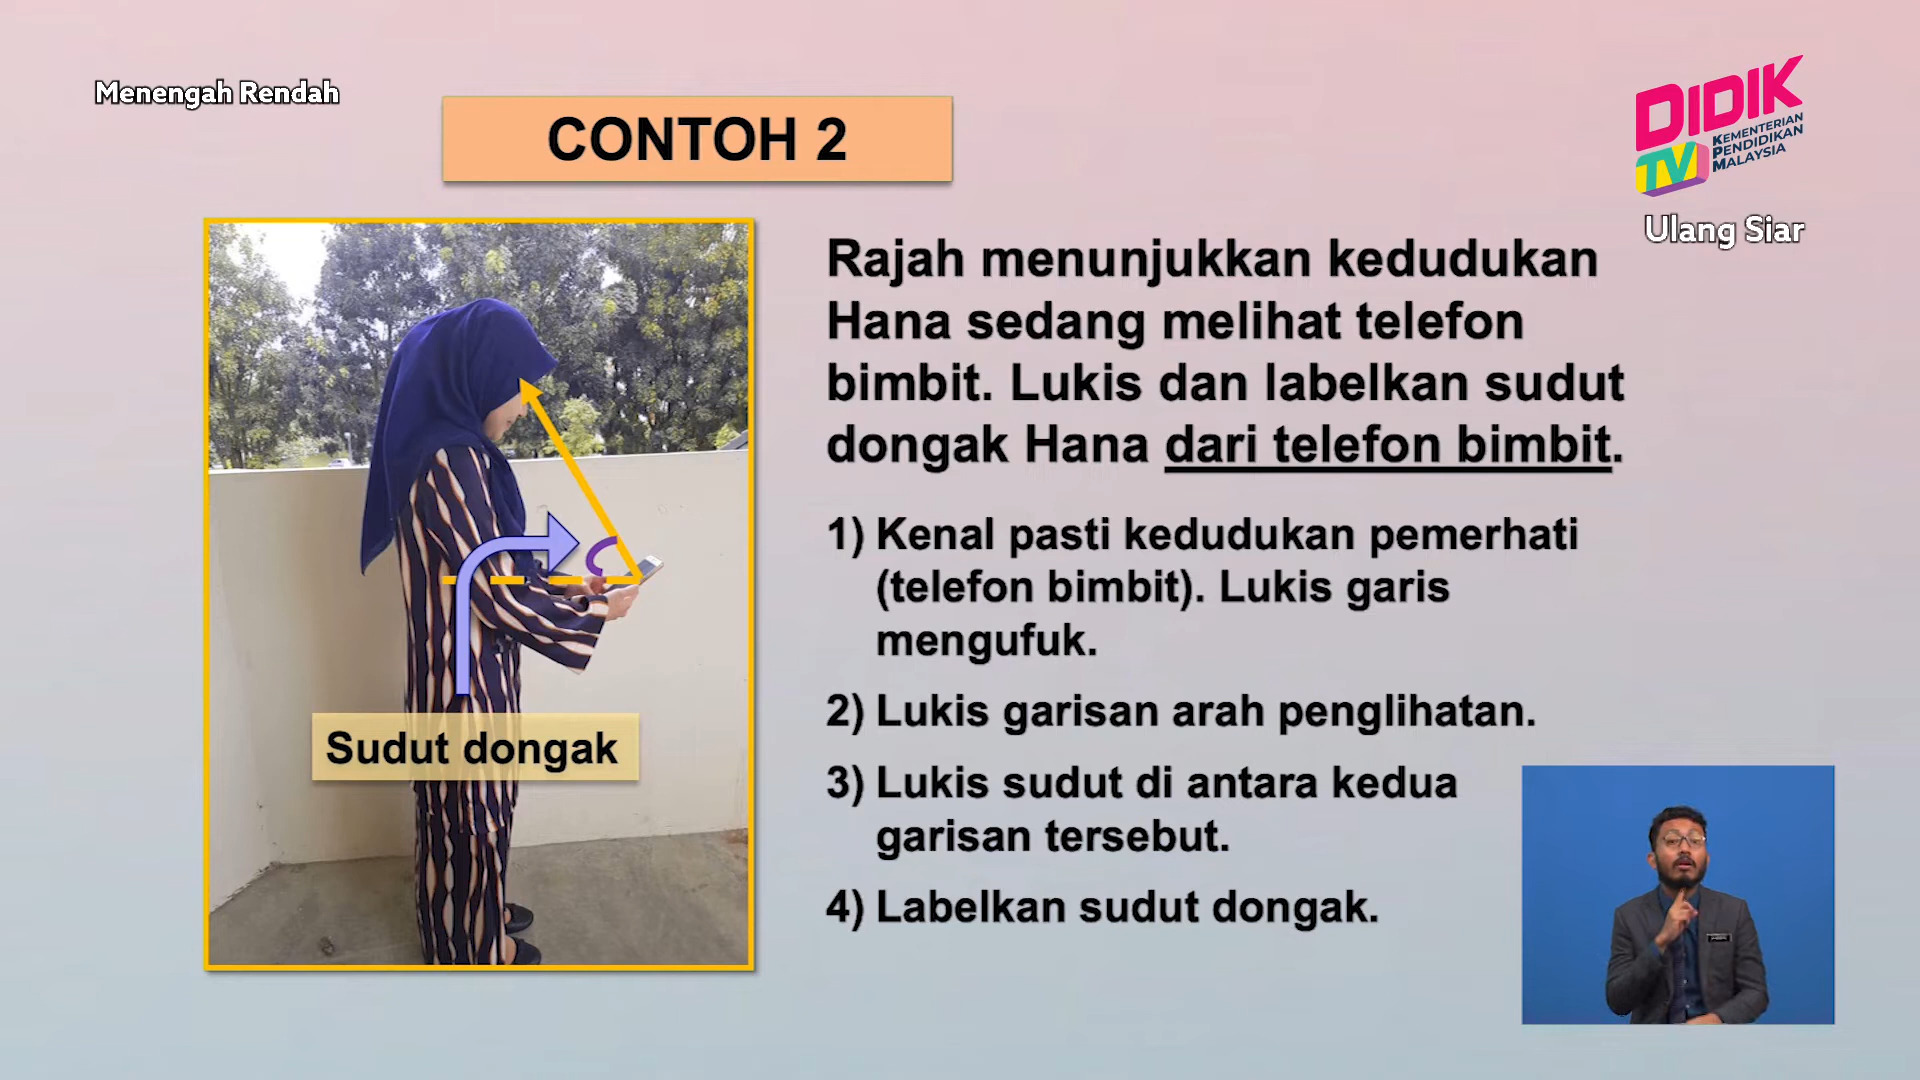 Menengah Rendah
CONTOH 2
DIDIK
TV
KEMENTERIAN
PENDIDIKAN
MALAYSIA
Ulang Siar
Rajah menunjukkan kedudukan
Hana sedang melihat telefon
bimbit. Lukis dan labelkan sudut
dongak Hana dari telefon bimbit.
1) Kenal pasti kedudukan pemerhati
(telefon bimbit). Lukis garis
mengufuk.
2) Lukis garisan arah penglihatan.
3) Lukis sudut di antara kedua
garisan tersebut.
4) Labelkan sudut dongak.
Sudut dongak